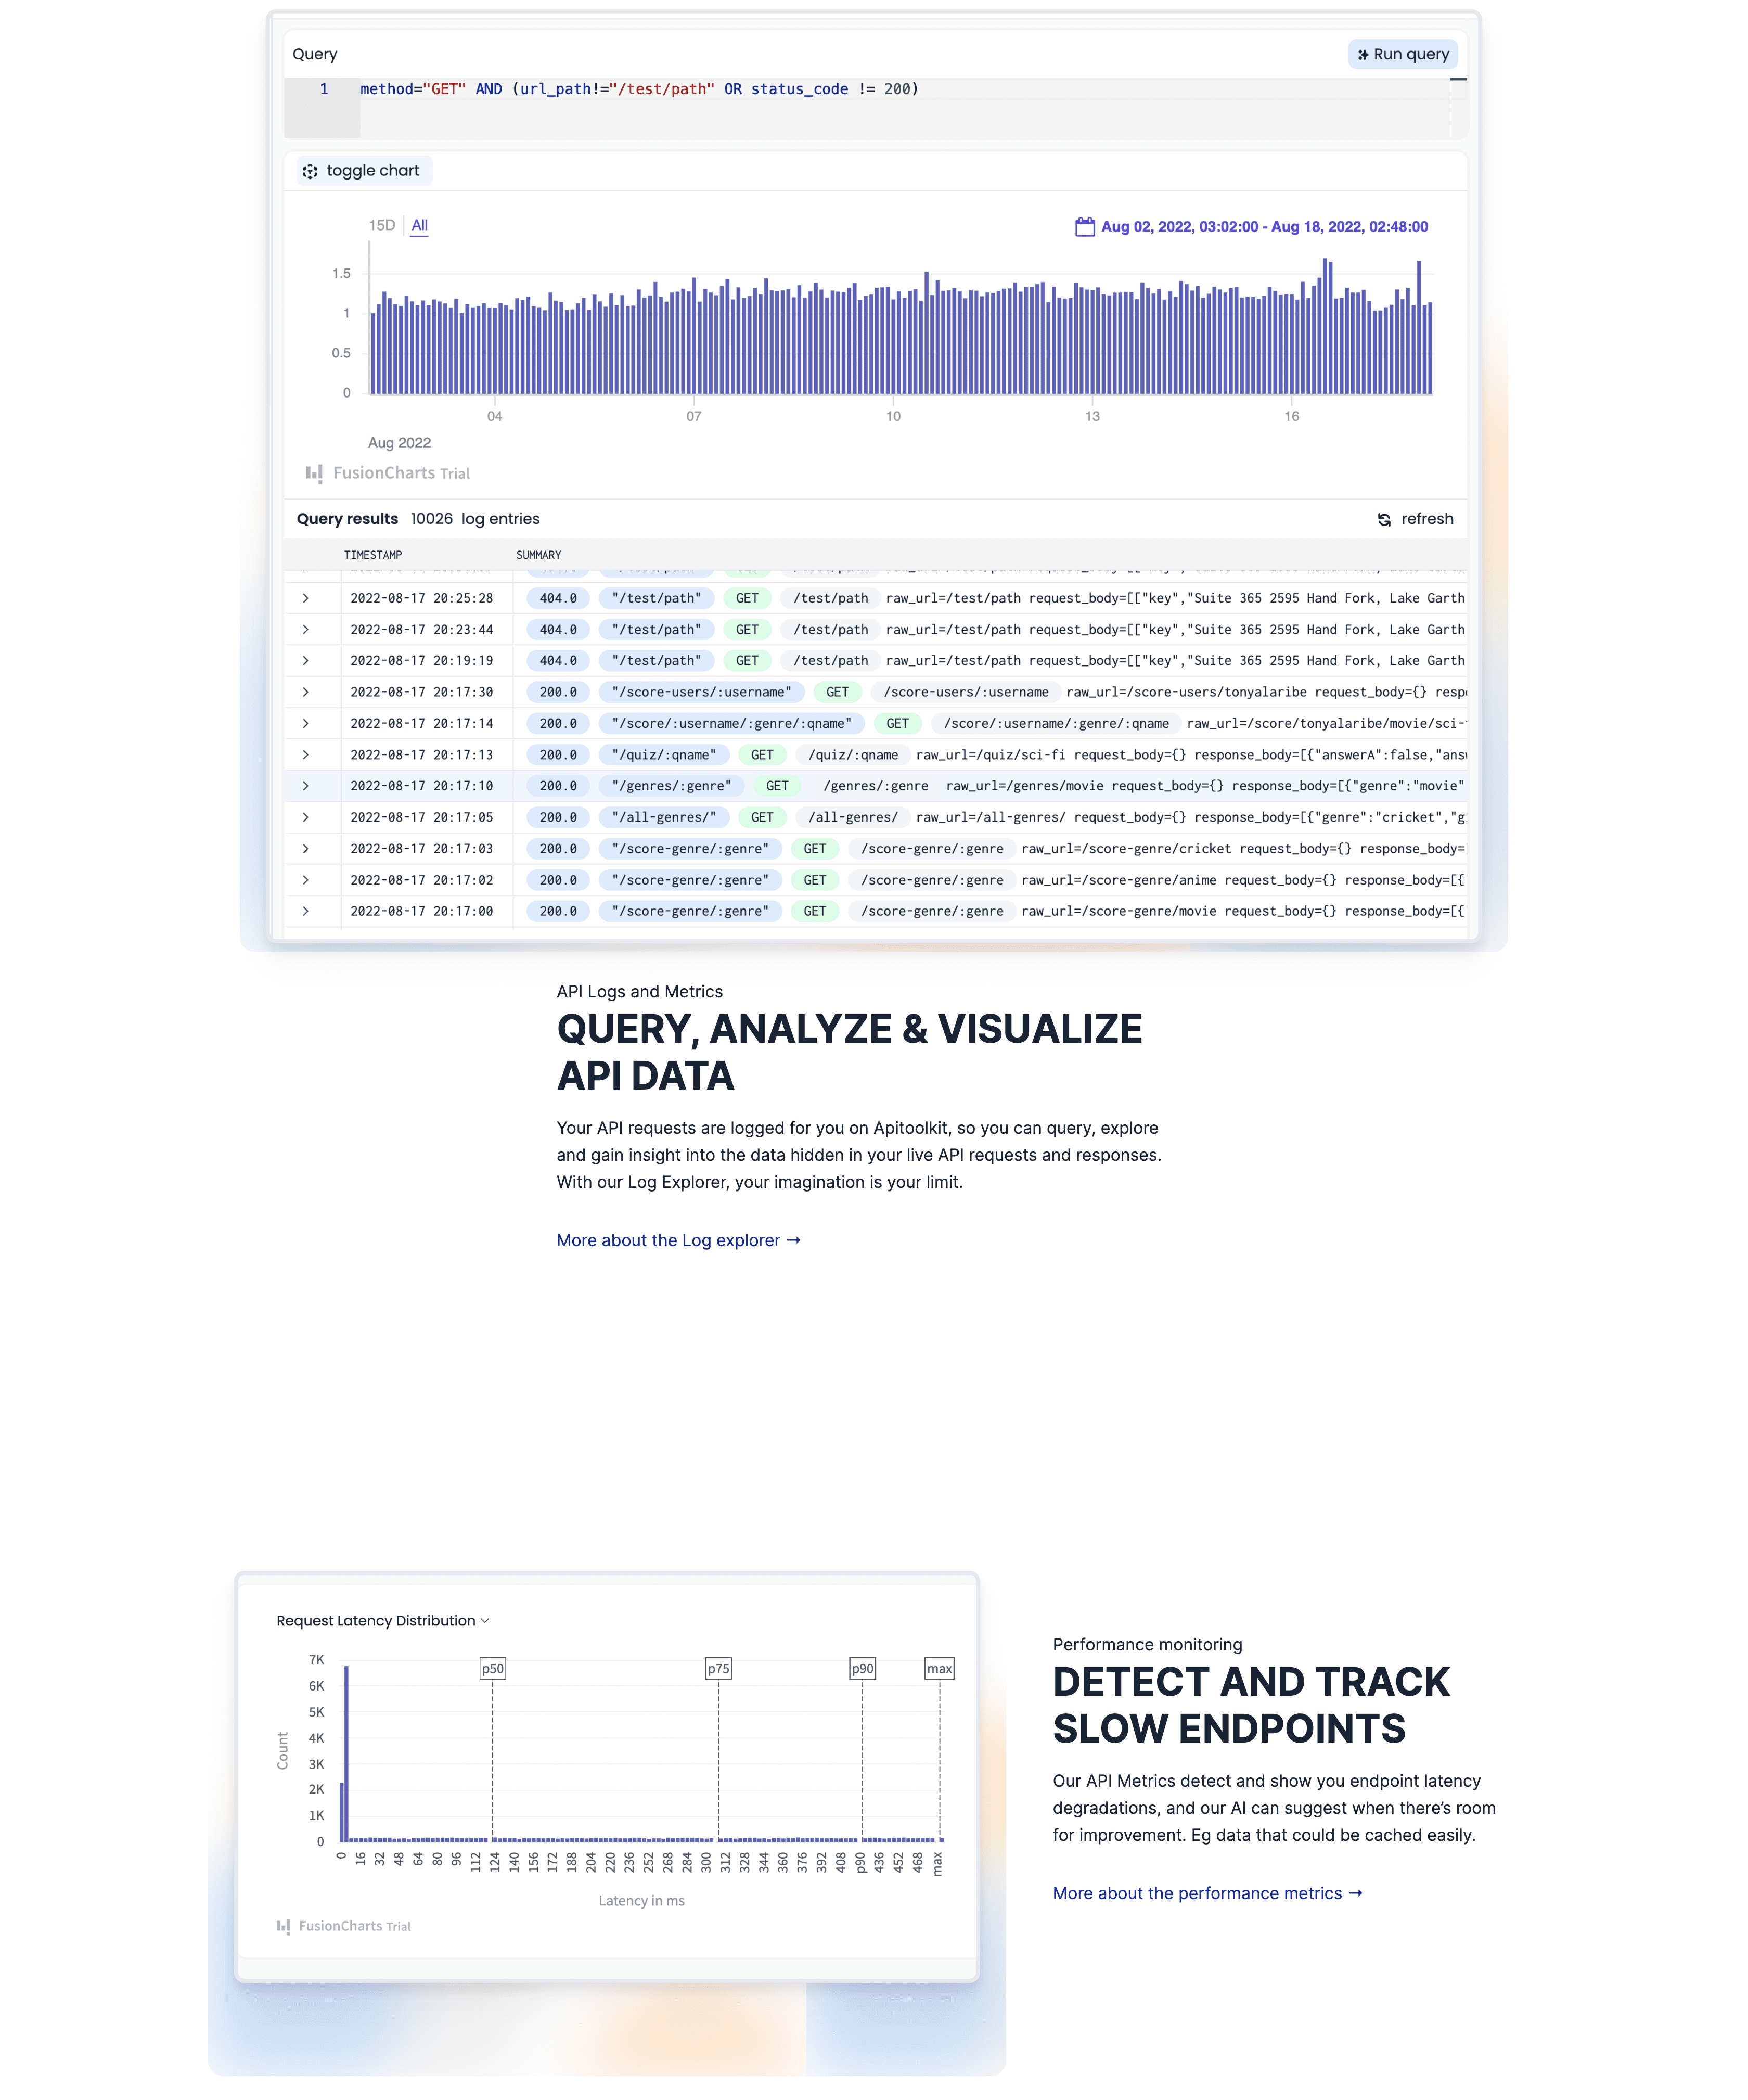 Query
Run query
1 method="GET" AND (url_path!="/test/path" OR status_code != 200)
toggle chart
15D All
Aug 02, 2022, 03:02:00 - Aug 18, 2022, 02:48:00
1.5
1
0.5
0
04 07 10 13 16
Aug 2022
FusionCharts Trial
Query results 10026 log entries
refresh
TIMESTAMP SUMMARY
2022-08-17 20:25:28 404.0 "/test/path" GET /test/path raw_url=/test/path request_body=[["key","Suite 365 2595 Hand Fork, Lake Garth
2022-08-17 20:23:44 404.0 "/test/path" GET /test/path raw_url=/test/path request_body=[["key","Suite 365 2595 Hand Fork, Lake Garth
2022-08-17 20:19:19 404.0 "/test/path" GET /test/path raw_url=/test/path request_body=[["key","Suite 365 2595 Hand Fork, Lake Garth
2022-08-17 20:17:30 200.0 "/score-users/:username" GET /score-users/:username raw_url=/score-users/tonyalaribe request_body={} resp
2022-08-17 20:17:14 200.0 "/score/:username/:genre/:qname" GET /score/:username/:genre/:qname raw_url=/score/tonyalaribe/movie/sci-
2022-08-17 20:17:13 200.0 "/quiz/:qname" GET /quiz/:qname raw_url=/quiz/sci-fi request_body={} response_body=[{"answerA":false,"answ
2022-08-17 20:17:10 200.0 "/genres/:genre" GET /genres/:genre raw_url=/genres/movie request_body={} response_body=[{"genre":"movie"
2022-08-17 20:17:05 200.0 "/all-genres/" GET /all-genres/ raw_url=/all-genres/ request_body={} response_body=[{"genre":"cricket","g
2022-08-17 20:17:03 200.0 "/score-genre/:genre" GET /score-genre/:genre raw_url=/score-genre/cricket request_body={} response_body=
2022-08-17 20:17:02 200.0 "/score-genre/:genre" GET /score-genre/:genre raw_url=/score-genre/anime request_body={} response_body=[{
2022-08-17 20:17:00 200.0 "/score-genre/:genre" GET /score-genre/:genre raw_url=/score-genre/movie request_body={} response_body=[{
API Logs and Metrics
QUERY, ANALYZE & VISUALIZE
API DATA
Your API requests are logged for you on Apitoolkit, so you can query, explore
and gain insight into the data hidden in your live API requests and responses.
With our Log Explorer, your imagination is your limit.
More about the Log explorer →
Request Latency Distribution
p50 p75 p90 max
7K
6K
5K
4K
3K
2K
1K
0
Count
0 16 32 48 64 80 96 112 124 140 156 172 188 204 220 236 252 268 284 300 312 328 344 360 376 392 408 p90 436 452 468 max
Latency in ms
FusionCharts Trial
Performance monitoring
DETECT AND TRACK
SLOW ENDPOINTS
Our API Metrics detect and show you endpoint latency
degradations, and our AI can suggest when there’s room
for improvement. Eg data that could be cached easily.
More about the performance metrics →